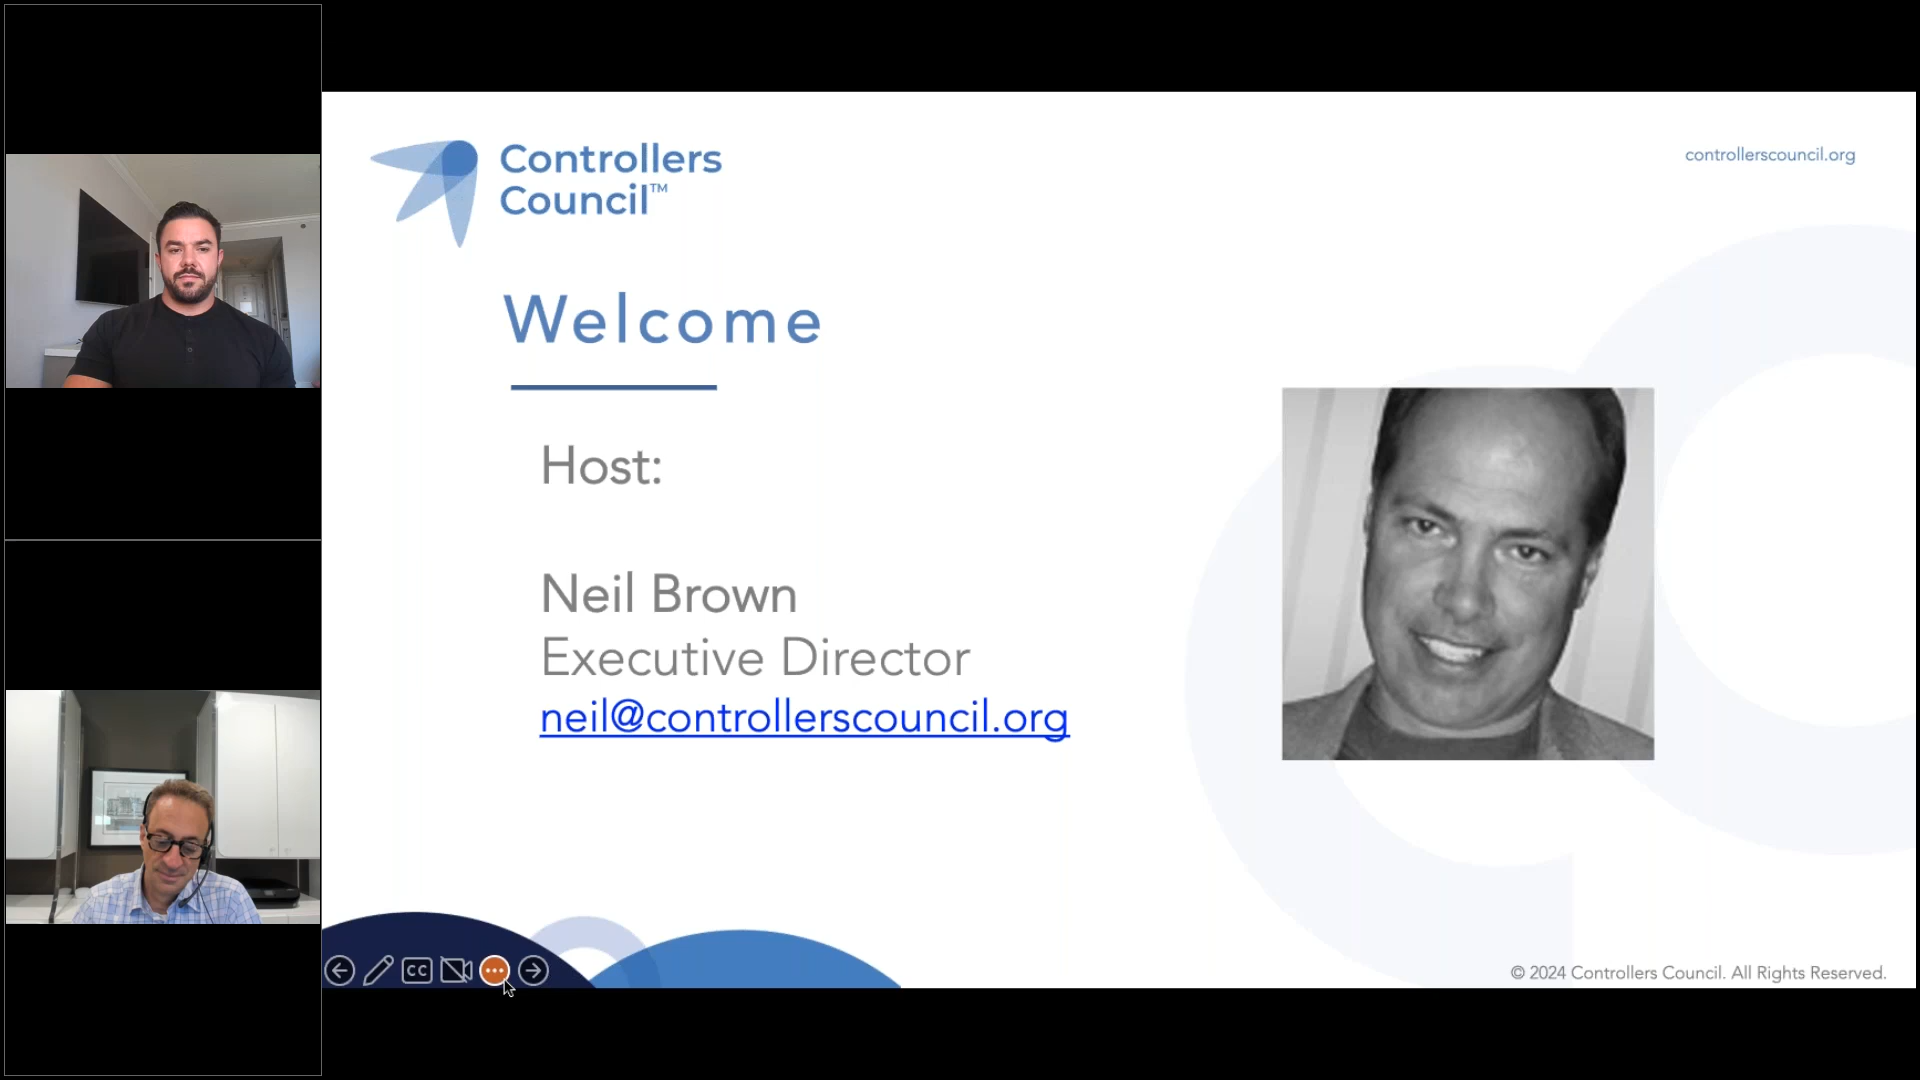 Controllers
Council™
controllerscouncil.org
Welcome
Host:
Neil Brown
Executive Director
neil@controllerscouncil.org
CC
© 2024 Controllers Council. All Rights Reserved.